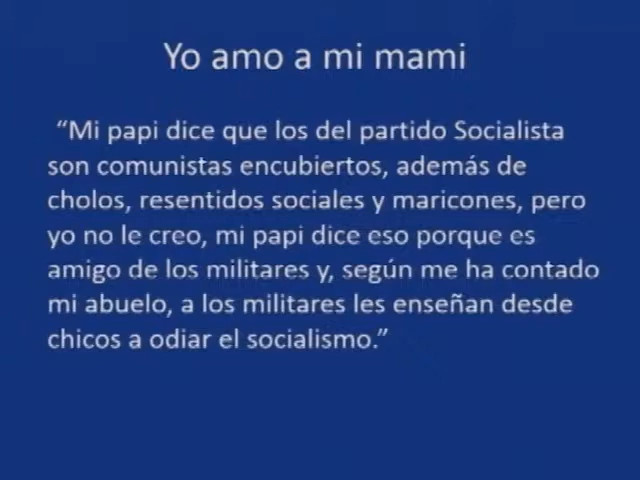 Yo amo a mi mami
“Mi papi dice que los del partido Socialista
son comunistas encubiertos, además de
cholos, resentidos sociales y maricones, pero
yo no le creo, mi papi dice eso porque es
amigo de los militares y, según me ha contado
mi abuelo, a los militares les enseñan desde
chicos a odiar el socialismo.”